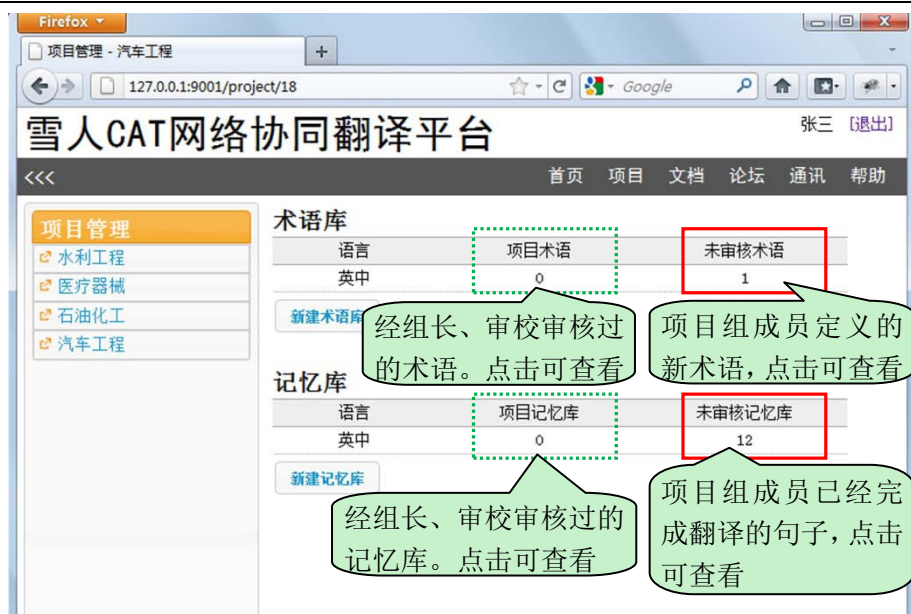 Firefox
项目管理 - 汽车工程
127.0.0.1:9001/project/18
Google
雪人CAT网络协同翻译平台
张三 [退出]
<<<
首页 项目 文档 论坛 通讯 帮助
项目管理
水利工程
医疗器械
石油化工
汽车工程
术语库
语言 项目术语 未审核术语
英中 0 1
新建术语库
经组长、审校审核过
的术语。点击可查看
项目组成员定义的
新术语，点击可查看
记忆库
语言 项目记忆库 未审核记忆库
英中 0 12
新建记忆库
经组长、审校审核过的
记忆库。点击可查看
项目组成员已经完
成翻译的句子，点击
可查看